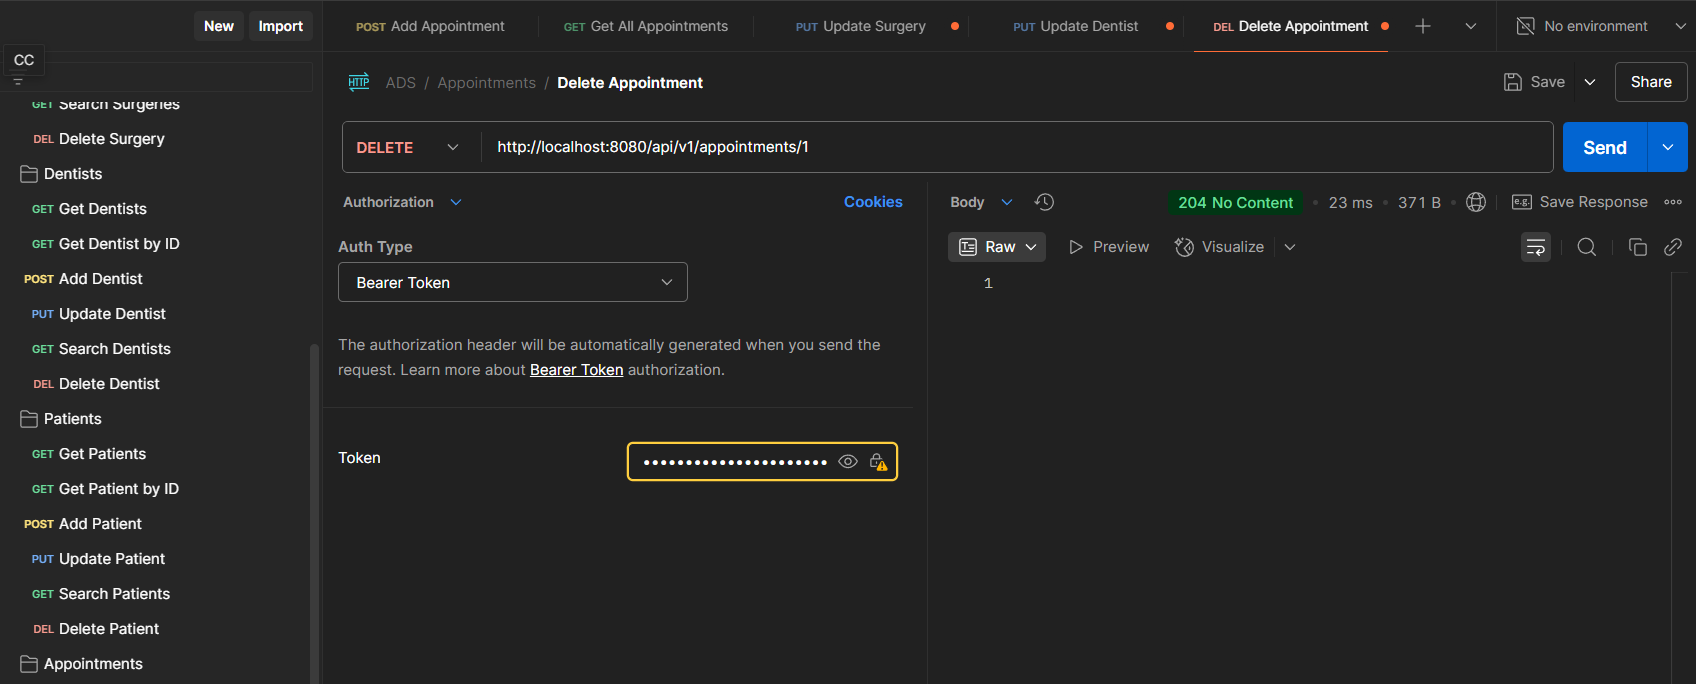 New Import
CC
GET Search Surgeries
DEL Delete Surgery
Dentists
GET Get Dentists
GET Get Dentist by ID
POST Add Dentist
PUT Update Dentist
GET Search Dentists
DEL Delete Dentist
Patients
GET Get Patients
GET Get Patient by ID
POST Add Patient
PUT Update Patient
GET Search Patients
DEL Delete Patient
Appointments
POST Add Appointment GET Get All Appointments PUT Update Surgery PUT Update Dentist DEL Delete Appointment No environment
HTTP ADS / Appointments / Delete Appointment Save Share
DELETE http://localhost:8080/api/v1/appointments/1 Send
Authorization Cookies
Auth Type
Bearer Token
The authorization header will be automatically generated when you send the
request. Learn more about Bearer Token authorization.
Token •••••••••••••••••••••
Body 204 No Content • 23 ms • 371 B • e.g. Save Response
Raw Preview Visualize
1